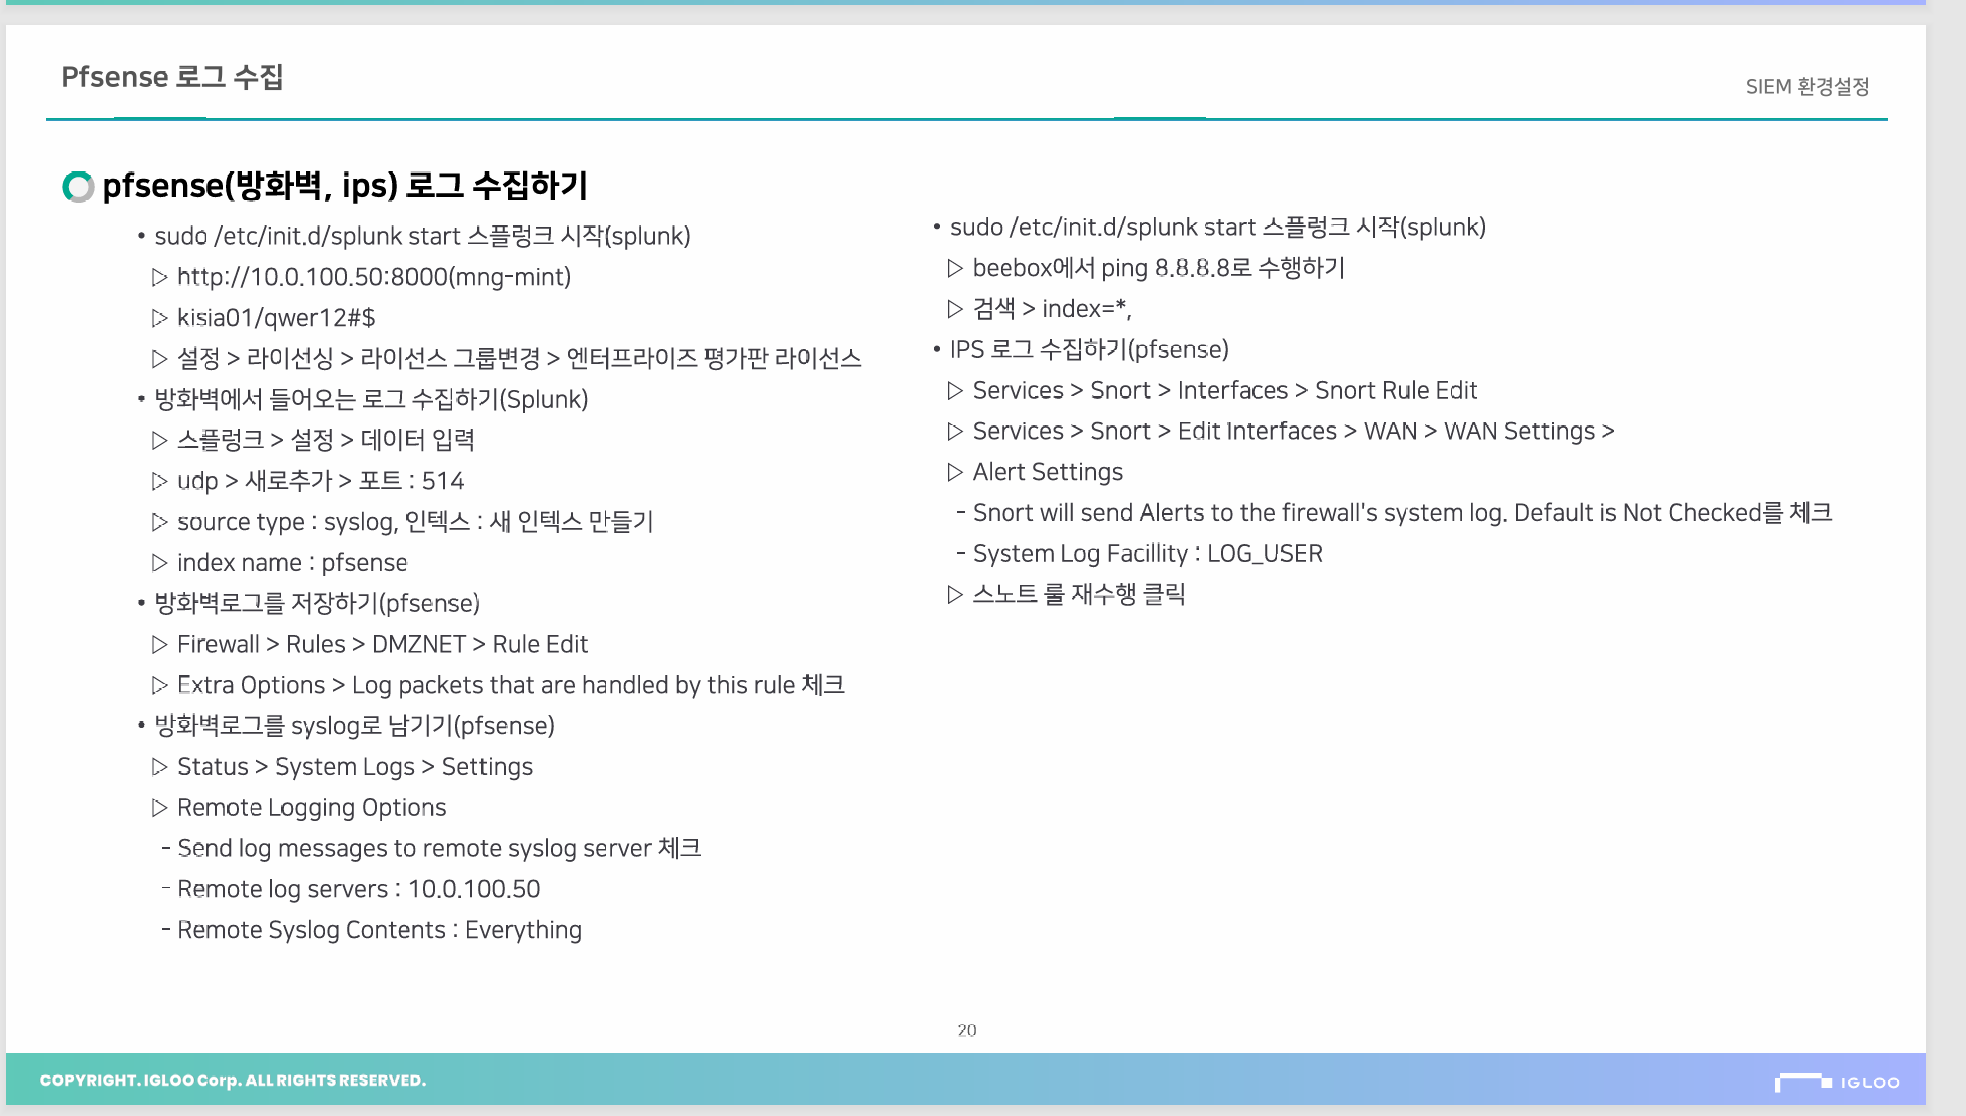 Pfsense 로그 수집
SIEM 환경설정
pfsense(방화벽, ips) 로그 수집하기
• sudo /etc/init.d/splunk start 스플렁크 시작(splunk)
▷ http://10.0.100.50:8000(mng-mint)
▷ kisia01/qwer12#$
▷ 설정 > 라이선싱 > 라이선스 그룹변경 > 엔터프라이즈 평가판 라이선스
• 방화벽에서 들어오는 로그 수집하기(Splunk)
▷ 스플렁크 > 설정 > 데이터 입력
▷ udp > 새로추가 > 포트 : 514
▷ source type : syslog, 인텍스 : 새 인텍스 만들기
▷ index name : pfsense
• 방화벽로그를 저장하기(pfsense)
▷ Firewall > Rules > DMZNET > Rule Edit
▷ Extra Options > Log packets that are handled by this rule 체크
• 방화벽로그를 syslog로 남기기(pfsense)
▷ Status > System Logs > Settings
▷ Remote Logging Options
- Send log messages to remote syslog server 체크
- Remote log servers : 10.0.100.50
- Remote Syslog Contents : Everything
• sudo /etc/init.d/splunk start 스플렁크 시작(splunk)
▷ beebox에서 ping 8.8.8.8로 수행하기
▷ 검색 > index=*,
• IPS 로그 수집하기(pfsense)
▷ Services > Snort > Interfaces > Snort Rule Edit
▷ Services > Snort > Edit Interfaces > WAN > WAN Settings >
▷ Alert Settings
- Snort will send Alerts to the firewall's system log. Default is Not Checked를 체크
- System Log Facillity : LOG_USER
▷ 스노트 룰 재수행 클릭
20
COPYRIGHT. IGLOO Corp. ALL RIGHTS RESERVED.
IGLOO